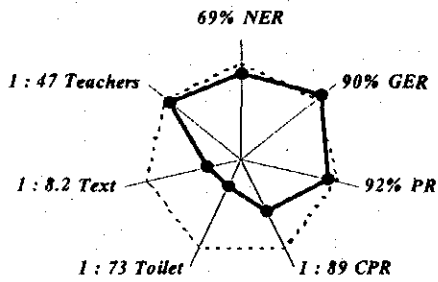 69% NER
1 : 47 Teachers
90% GER
1 : 8.2 Text
92% PR
1 : 73 Toilet
1 : 89 CPR